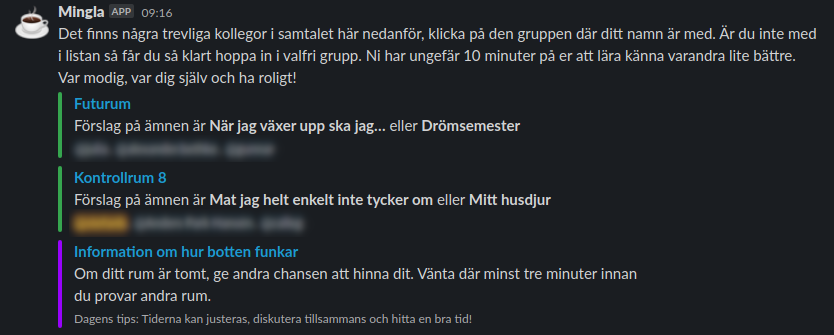 Mingla APP 09:16
Det finns några trevliga kollegor i samtalet här nedanför, klicka på den gruppen där ditt namn är med. Är du inte med
i listan så får du så klart hoppa in i valfri grupp. Ni har ungefär 10 minuter på er att lära känna varandra lite bättre.
Var modig, var dig själv och ha roligt!
Futurum
Förslag på ämnen är När jag växer upp ska jag... eller Drömsemester
Kontrollrum 8
Förslag på ämnen är Mat jag helt enkelt inte tycker om eller Mitt husdjur
Information om hur botten funkar
Om ditt rum är tomt, ge andra chansen att hinna dit. Vänta där minst tre minuter innan
du provar andra rum.
Dagens tips: Tiderna kan justeras, diskutera tillsammans och hitta en bra tid!